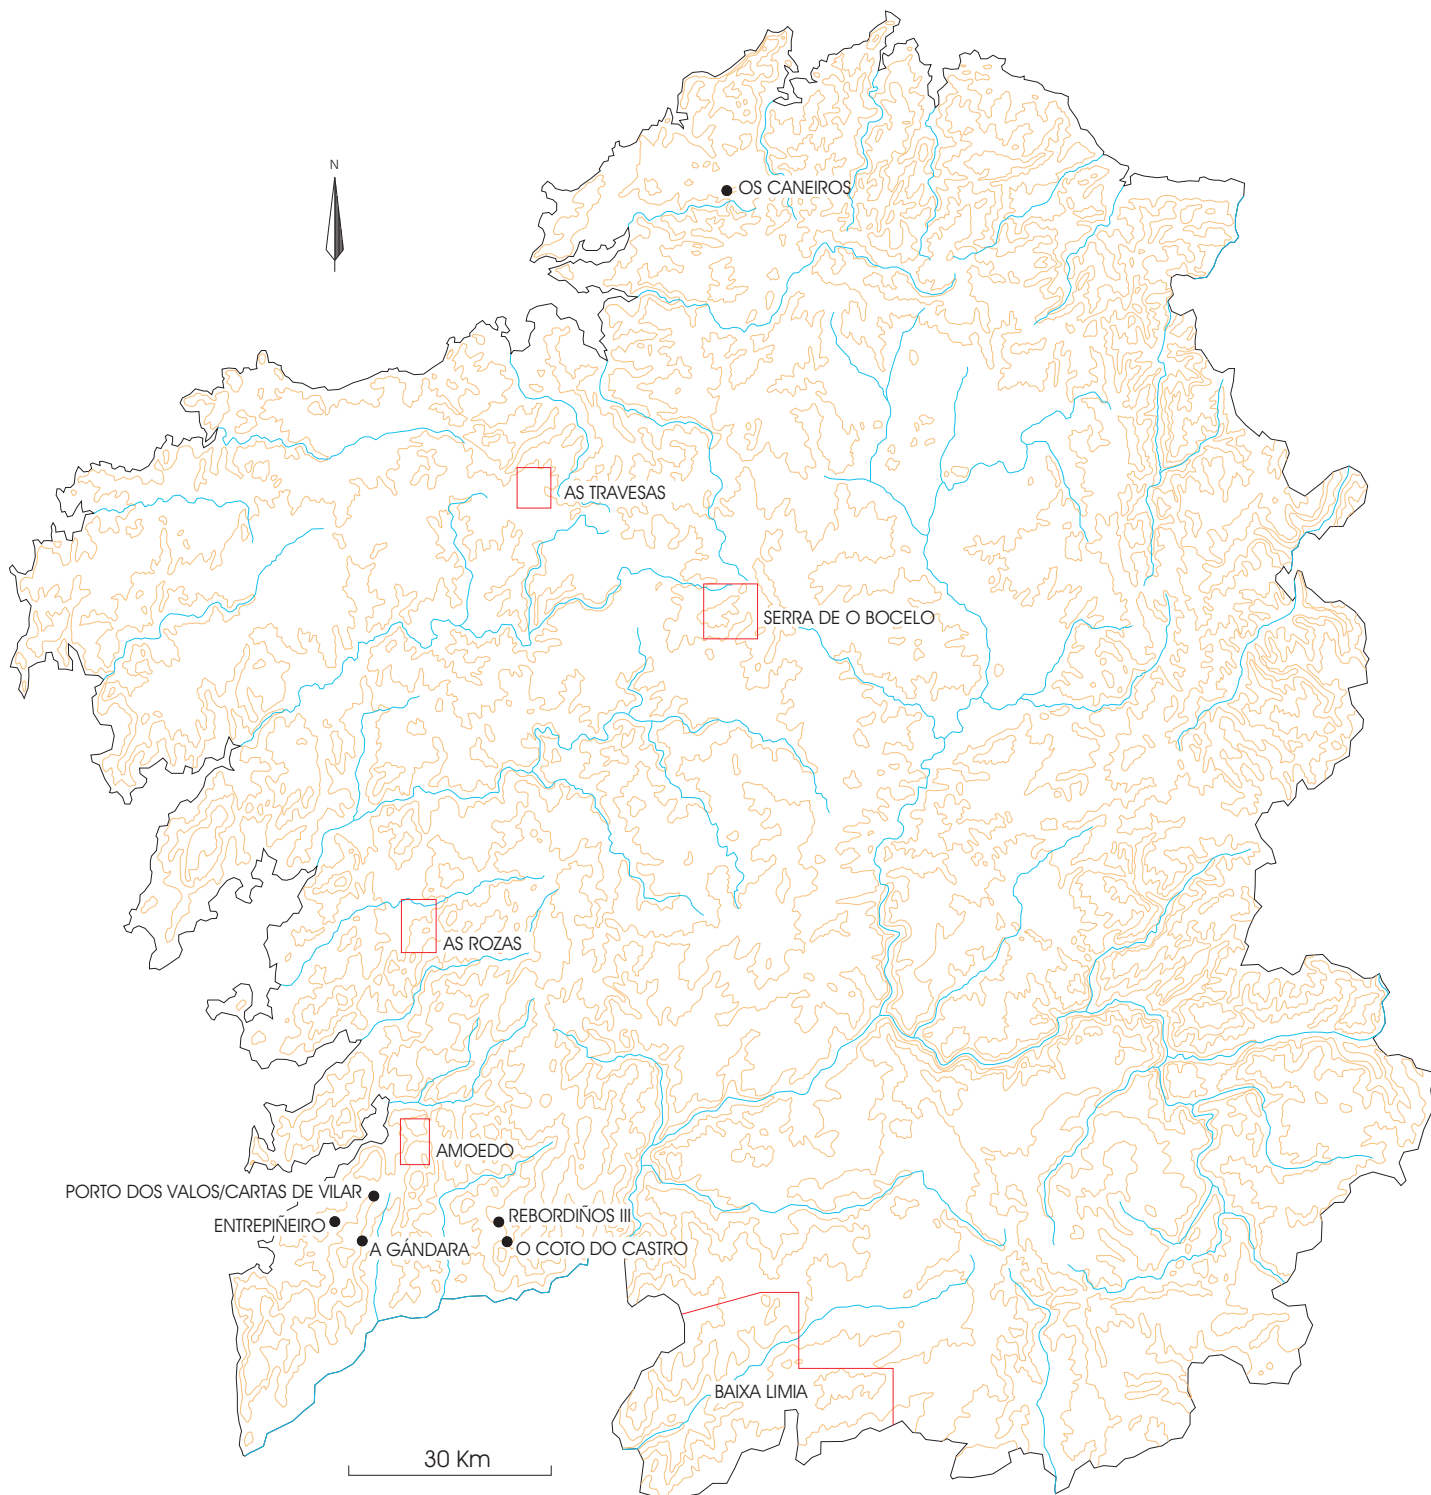 N
OS CANEIROS
AS TRAVESAS
SERRA DE O BOCELO
AS ROZAS
AMOEDO
PORTO DOS VALOS/CARTAS DE VILAR
ENTREPIÑEIRO
REBORDIÑOS III
A GÁNDARA
O COTO DO CASTRO
BAIXA LIMIA
30 Km